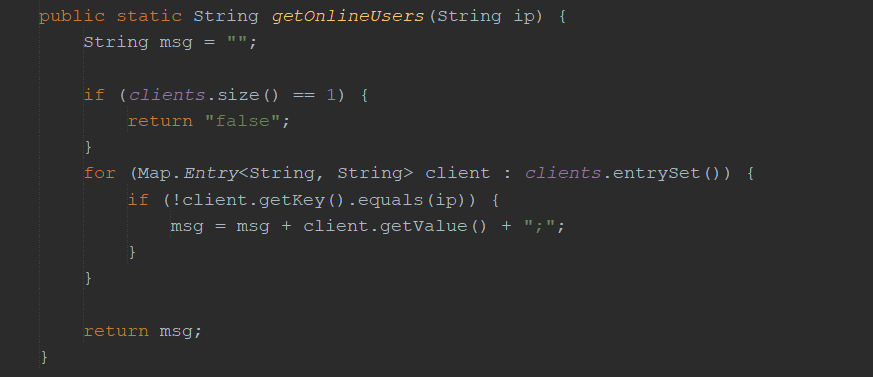 public static String getOnlineUsers(String ip) {
    String msg = "";

    if (clients.size() == 1) {
        return "false";
    }
    for (Map.Entry<String, String> client : clients.entrySet()) {
        if (!client.getKey().equals(ip)) {
            msg = msg + client.getValue() + ";";
        }
    }

    return msg;
}